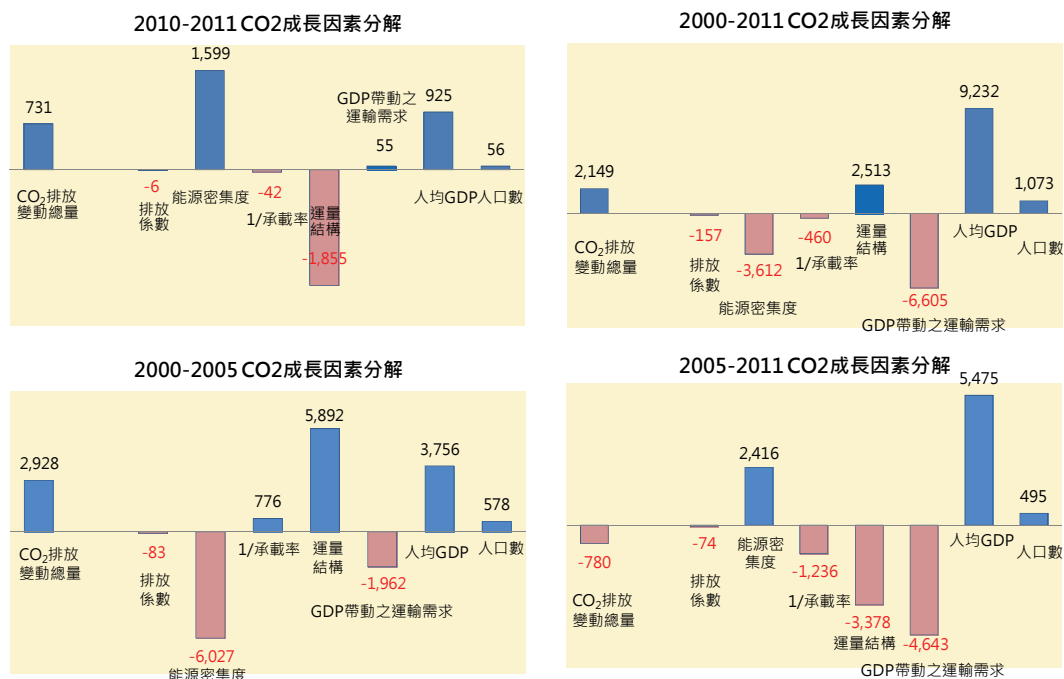 2010-2011 CO2成長因素分解
731
-6
1,599
-42
-1,855
55
925
56
CO2排放
變動總量
排放
係數
能源密集度
1/承載率
運量
結構
GDP帶動之
運輸需求
人均GDP
人口數
2000-2011 CO2成長因素分解
2,149
-157
-3,612
-460
2,513
-6,605
9,232
1,073
CO2排放
變動總量
排放
係數
能源密集度
1/承載率
運量
結構
GDP帶動之運輸需求
人均GDP
人口數
2000-2005 CO2成長因素分解
2,928
-83
-6,027
776
5,892
-1,962
3,756
578
CO2排放
變動總量
排放
係數
能源密集度
1/承載率
運量
結構
GDP帶動之運輸需求
人均GDP
人口數
2005-2011 CO2成長因素分解
-780
-74
2,416
-1,236
-3,378
-4,643
5,475
495
CO2排放
變動總量
排放
係數
能源密
集度
1/承載率
運量結構
GDP帶動之運輸需求
人均GDP
人口數